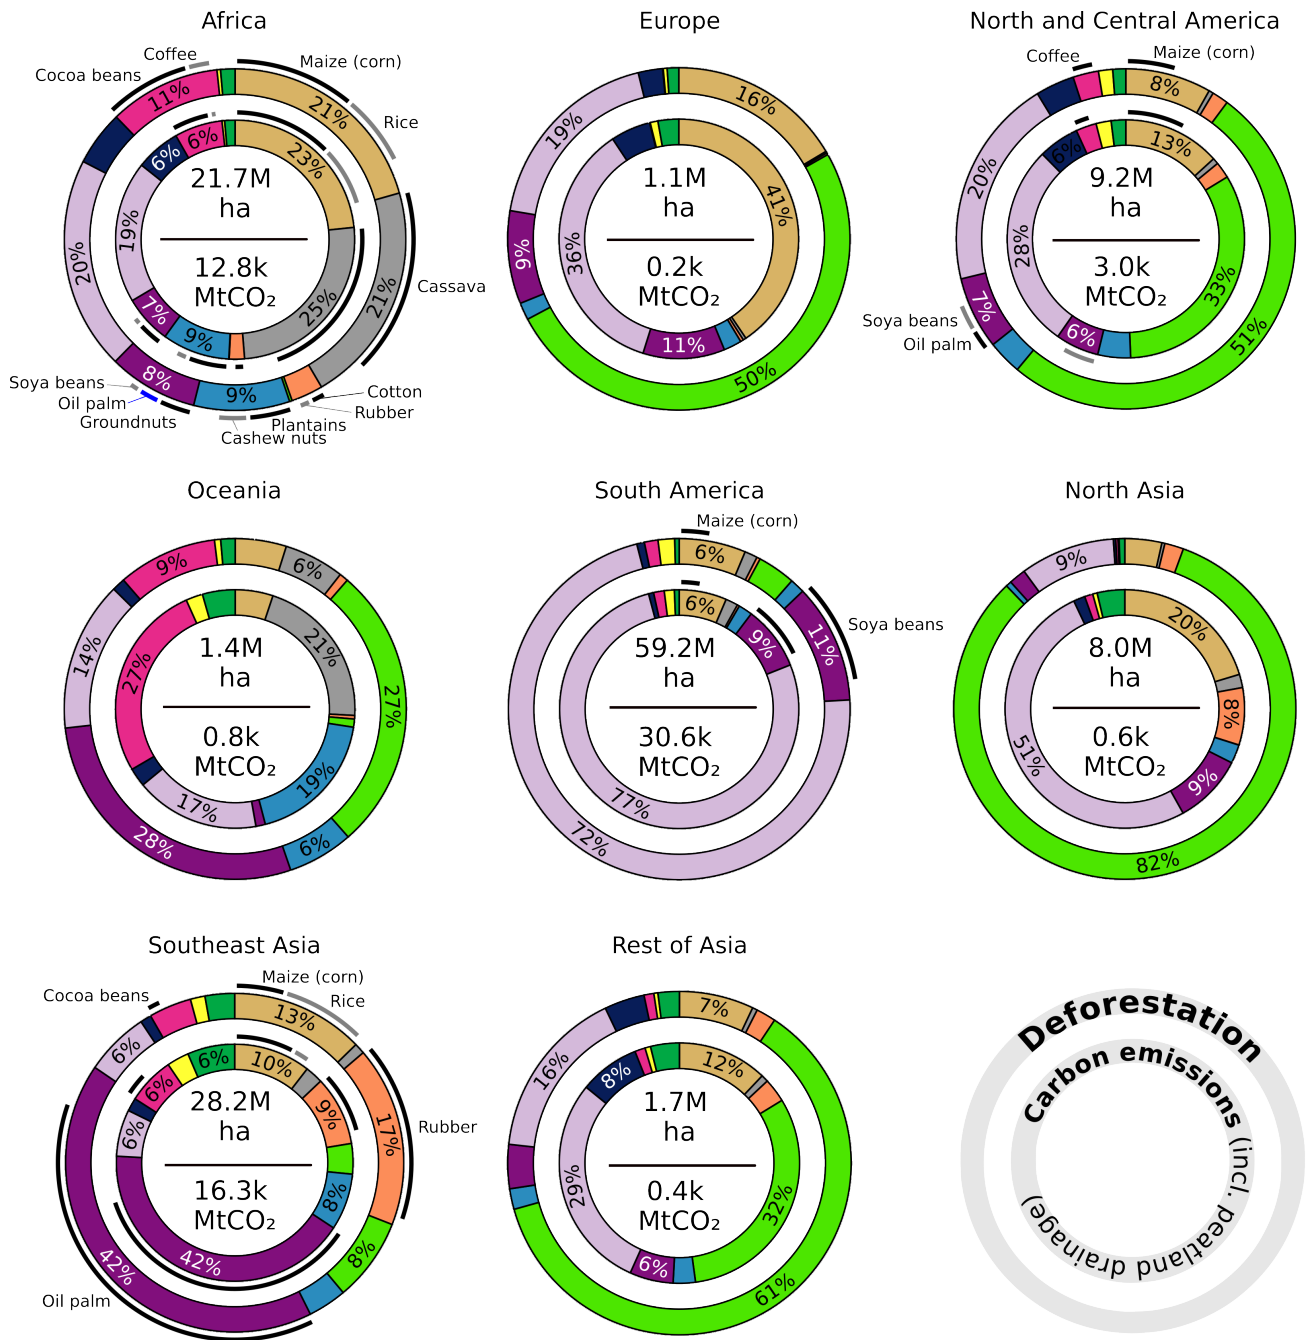 Africa
Coffee
Cocoa beans
Maize (corn)
Rice
11%
21%
6%
6%
23%
21.7M
ha
19%
20%
12.8k
MtCO₂
25%
21%
Cassava
7%
9%
8%
9%
Soya beans
Oil palm
Groundnuts
Cotton
Rubber
Plantains
Cashew nuts
Europe
16%
19%
1.1M
ha
41%
36%
9%
0.2k
MtCO₂
11%
50%
North and Central America
Coffee
Maize (corn)
8%
6%
13%
20%
9.2M
ha
28%
3.0k
MtCO₂
33%
7%
6%
51%
Soya beans
Oil palm
Oceania
9%
6%
14%
27%
21%
1.4M
ha
27%
0.8k
MtCO₂
19%
17%
28%
6%
South America
Maize (corn)
6%
6%
9%
11%
Soya beans
59.2M
ha
30.6k
MtCO₂
77%
72%
North Asia
9%
20%
8.0M
ha
8%
51%
0.6k
MtCO₂
9%
82%
Southeast Asia
Cocoa beans
Maize (corn)
Rice
13%
6%
6%
10%
6%
9%
28.2M
ha
6%
17%
Rubber
16.3k
MtCO₂
8%
42%
42%
8%
Oil palm
Rest of Asia
7%
16%
8%
12%
1.7M
ha
29%
0.4k
MtCO₂
32%
6%
61%
Deforestation
Carbon emissions (incl. peatland drainage)